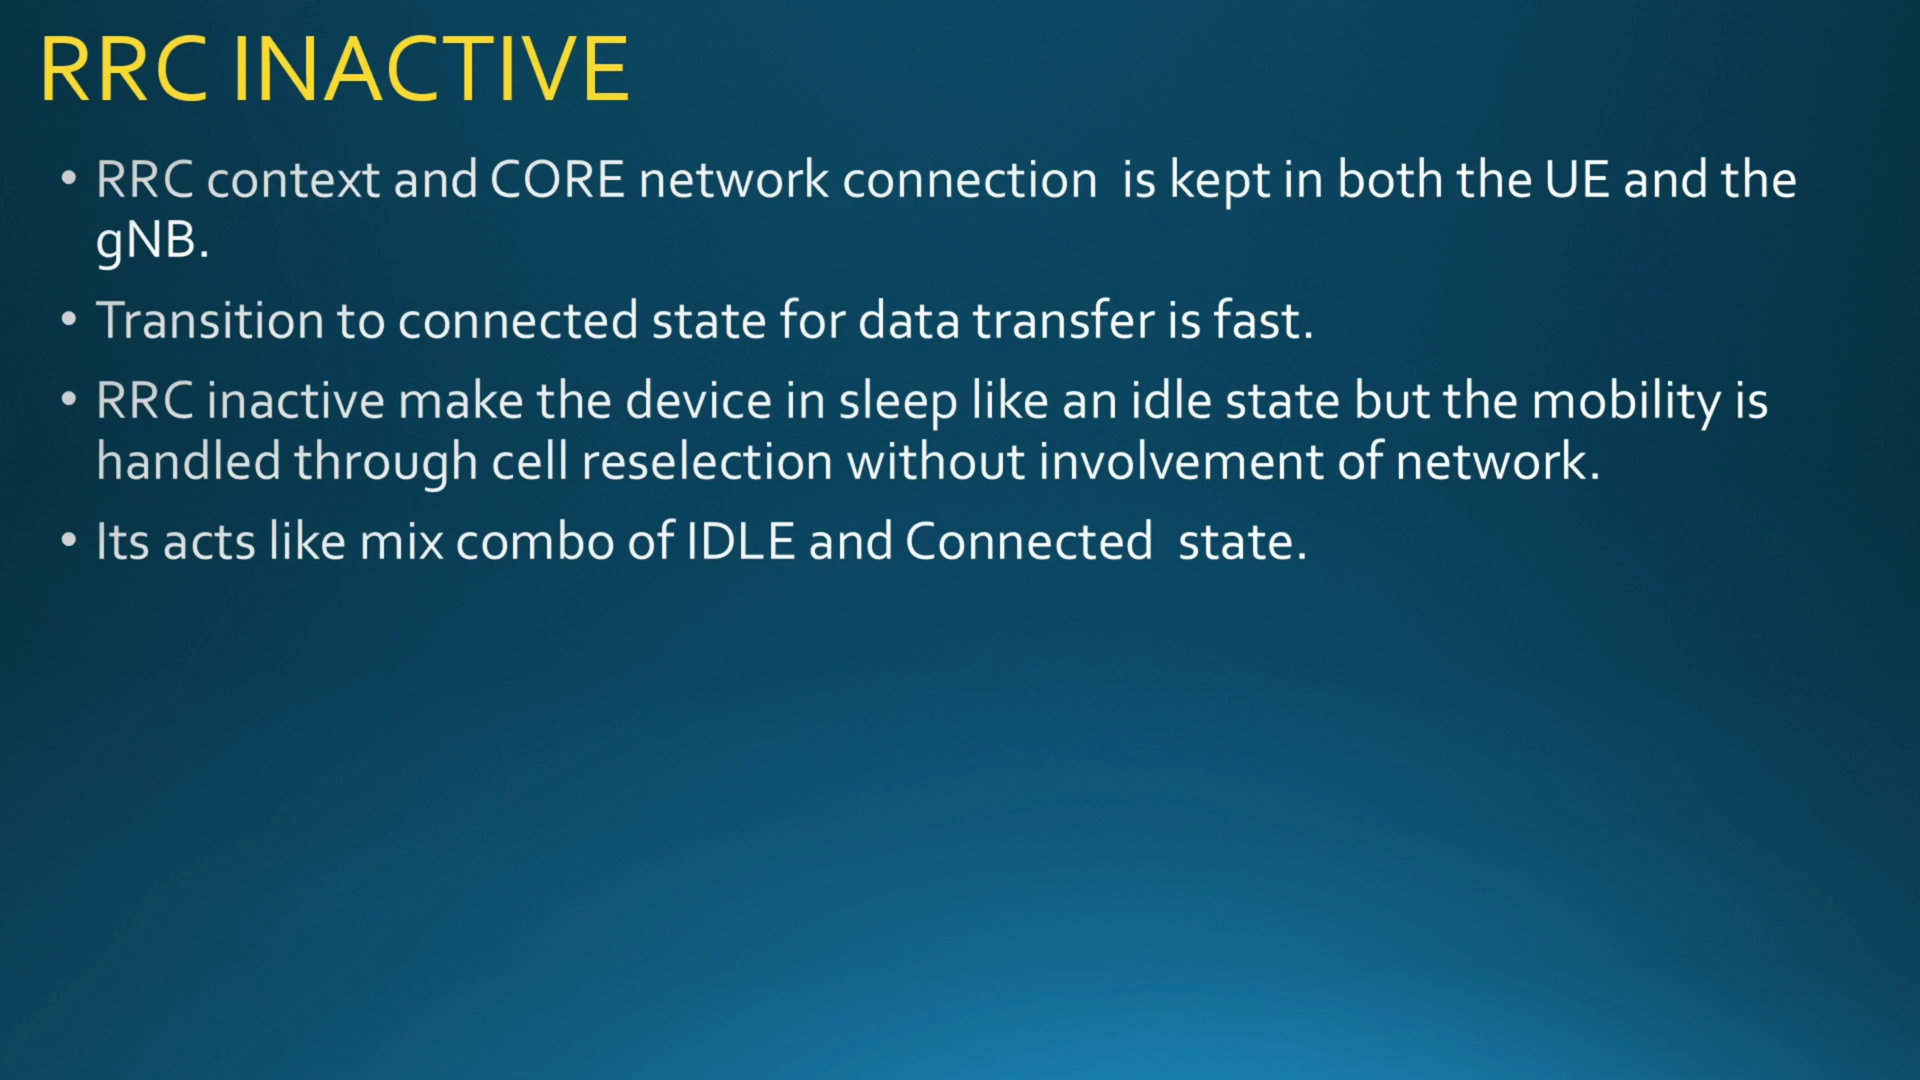 RRC INACTIVE
• RRC context and CORE network connection  is kept in both the UE and the
gNB.
• Transition to connected state for data transfer is fast.
• RRC inactive make the device in sleep like an idle state but the mobility is
handled through cell reselection without involvement of network.
• Its acts like mix combo of IDLE and Connected  state.